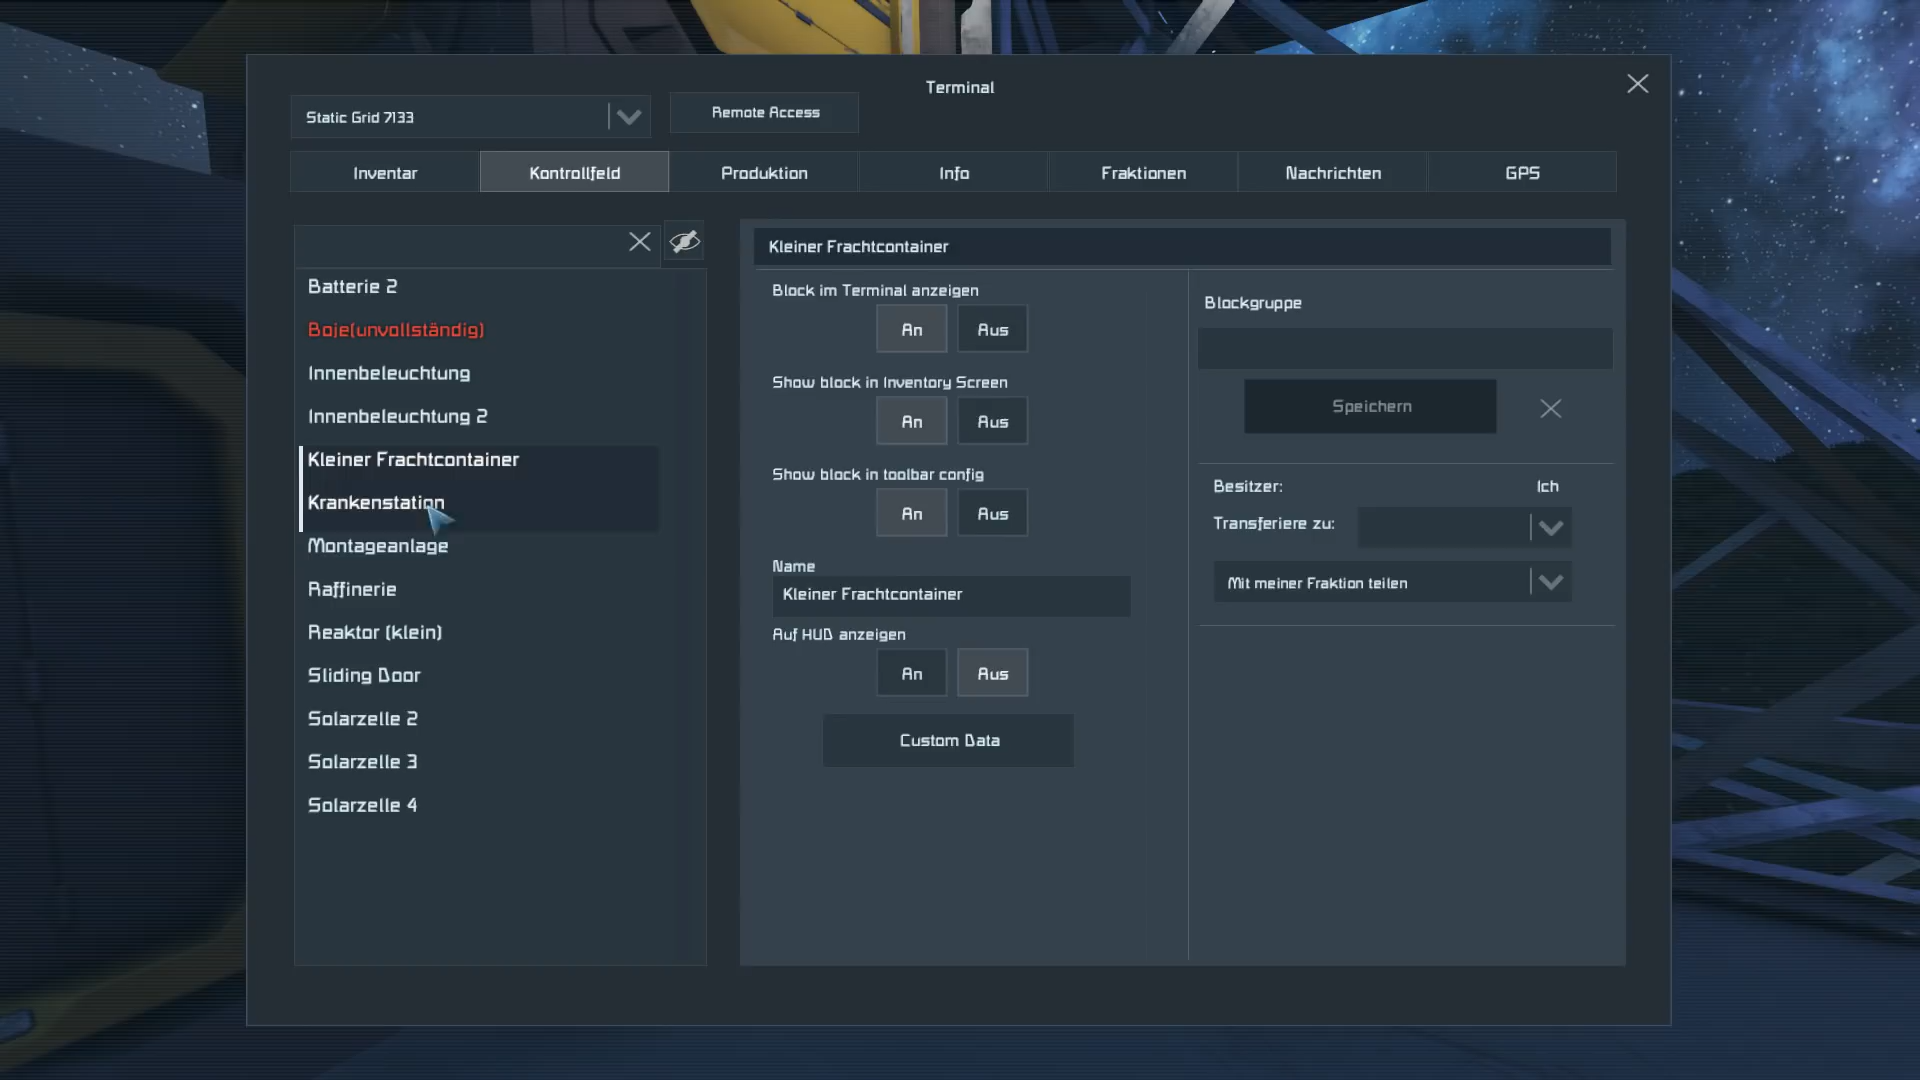 Terminal
Static Grid 7133
Remote Access
Inventar
Kontrollfeld
Produktion
Info
Fraktionen
Nachrichten
GPS
Batterie 2
Boje(unvollständig)
Innenbeleuchtung
Innenbeleuchtung 2
Kleiner Frachtcontainer
Krankenstation
Montageanlage
Raffinerie
Reaktor (klein)
Sliding Door
Solarzelle 2
Solarzelle 3
Solarzelle 4
Kleiner Frachtcontainer
Block im Terminal anzeigen
An Aus
Show block in Inventory Screen
An Aus
Show block in toolbar config
An Aus
Name
Kleiner Frachtcontainer
Auf HUD anzeigen
An Aus
Custom Data
Blockgruppe
Speichern
Besitzer: Ich
Transferiere zu:
Mit meiner Fraktion teilen